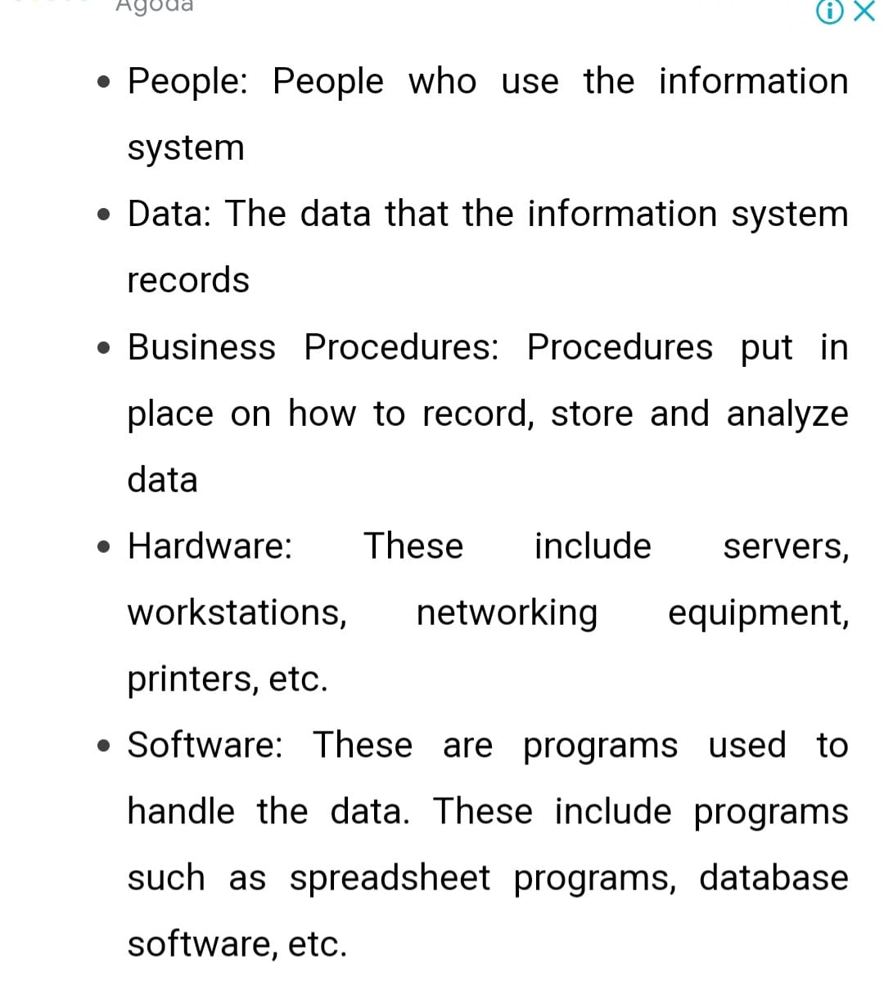 Agoda
• People: People who use the information
system
• Data: The data that the information system
records
• Business Procedures: Procedures put in
place on how to record, store and analyze
data
• Hardware: These include servers,
workstations, networking equipment,
printers, etc.
• Software: These are programs used to
handle the data. These include programs
such as spreadsheet programs, database
software, etc.